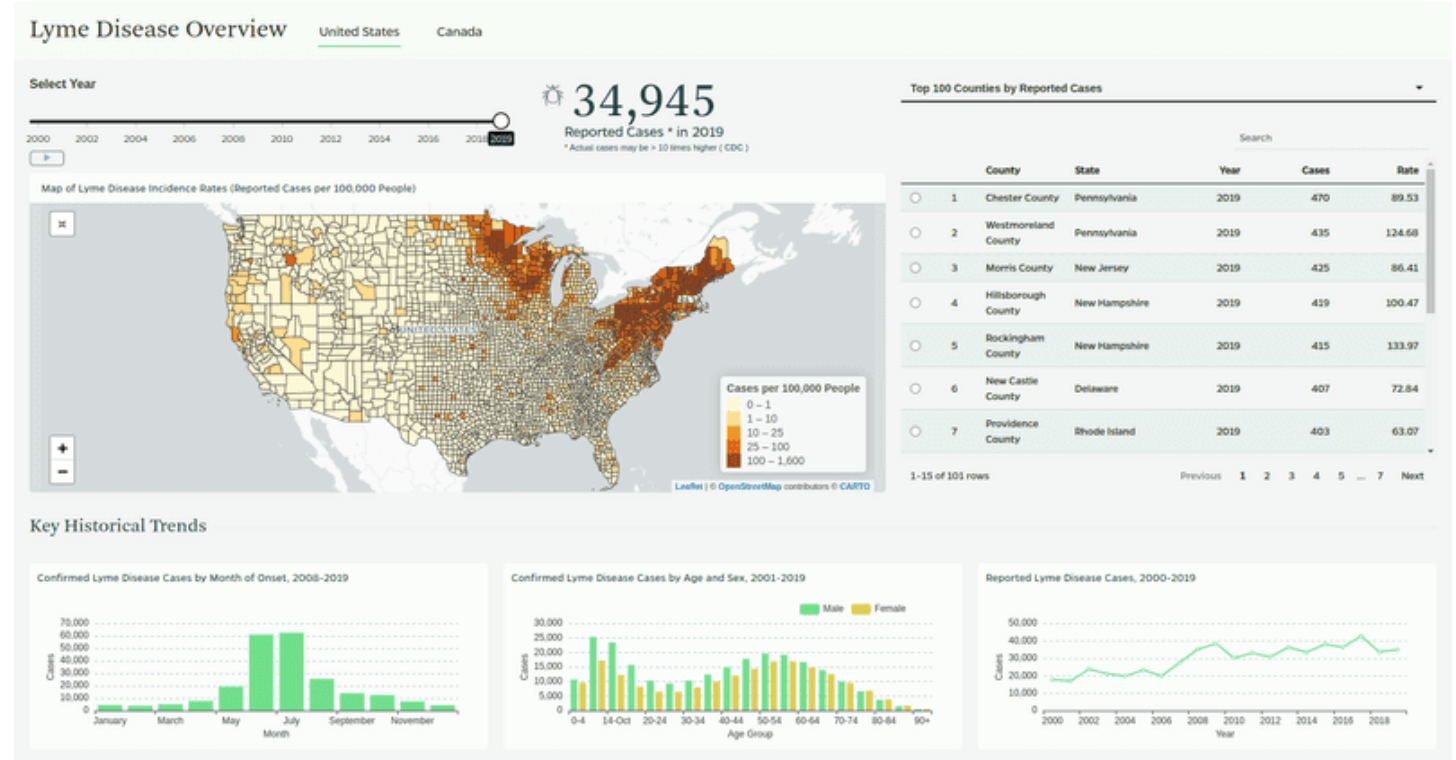 Lyme Disease Overview
United States
Canada
Select Year
2000 2002 2004 2006 2008 2010 2012 2014 2016 2018 2019
34,945
Reported Cases * in 2019
* Actual cases may be > 10 times higher ( CDC )
Map of Lyme Disease Incidence Rates (Reported Cases per 100,000 People)
UNITED STATES
+
−
Cases per 100,000 People
0 – 1
1 – 10
10 – 25
25 – 100
100 – 1,600
Leaflet | © OpenStreetMap contributors © CARTO
Top 100 Counties by Reported Cases
Search
County State Year Cases Rate
1 Chester County Pennsylvania 2019 470 89.53
2 Westmoreland County Pennsylvania 2019 435 124.68
3 Morris County New Jersey 2019 425 86.41
4 Hillsborough County New Hampshire 2019 419 100.47
5 Rockingham County New Hampshire 2019 415 133.97
6 New Castle County Delaware 2019 407 72.84
7 Providence County Rhode Island 2019 403 63.07
1–15 of 101 rows
Previous 1 2 3 4 5 ... 7 Next
Key Historical Trends
Confirmed Lyme Disease Cases by Month of Onset, 2008-2019
70,000
60,000
50,000
40,000
30,000
20,000
10,000
0
Cases
January March May July September November
Month
Confirmed Lyme Disease Cases by Age and Sex, 2001-2019
Male Female
30,000
25,000
20,000
15,000
10,000
5,000
0
Cases
0-4 14-Oct 20-24 30-34 40-44 50-54 60-64 70-74 80-84 90+
Age Group
Reported Lyme Disease Cases, 2000-2019
50,000
40,000
30,000
20,000
10,000
0
Cases
2000 2002 2004 2006 2008 2010 2012 2014 2016 2018
Year